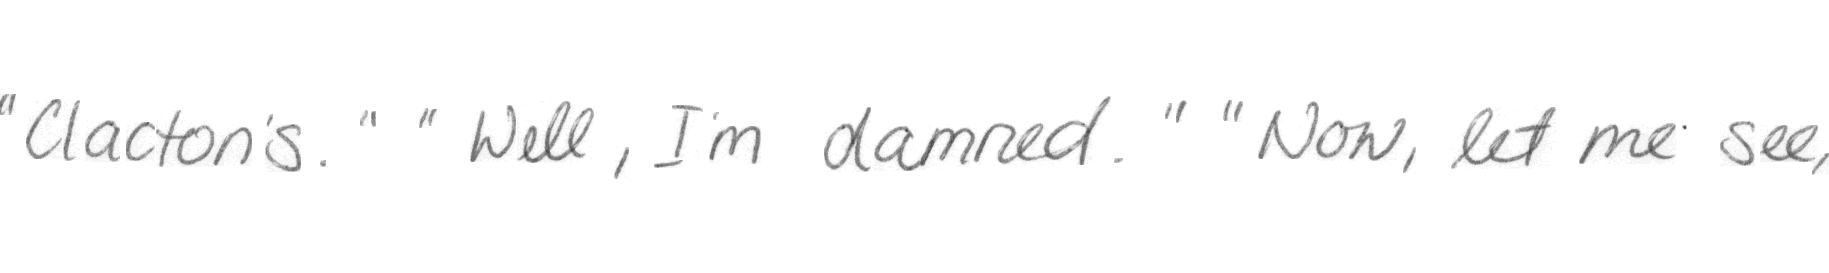 "Clacton's." "Well, I'm damned." "Now, let me see,